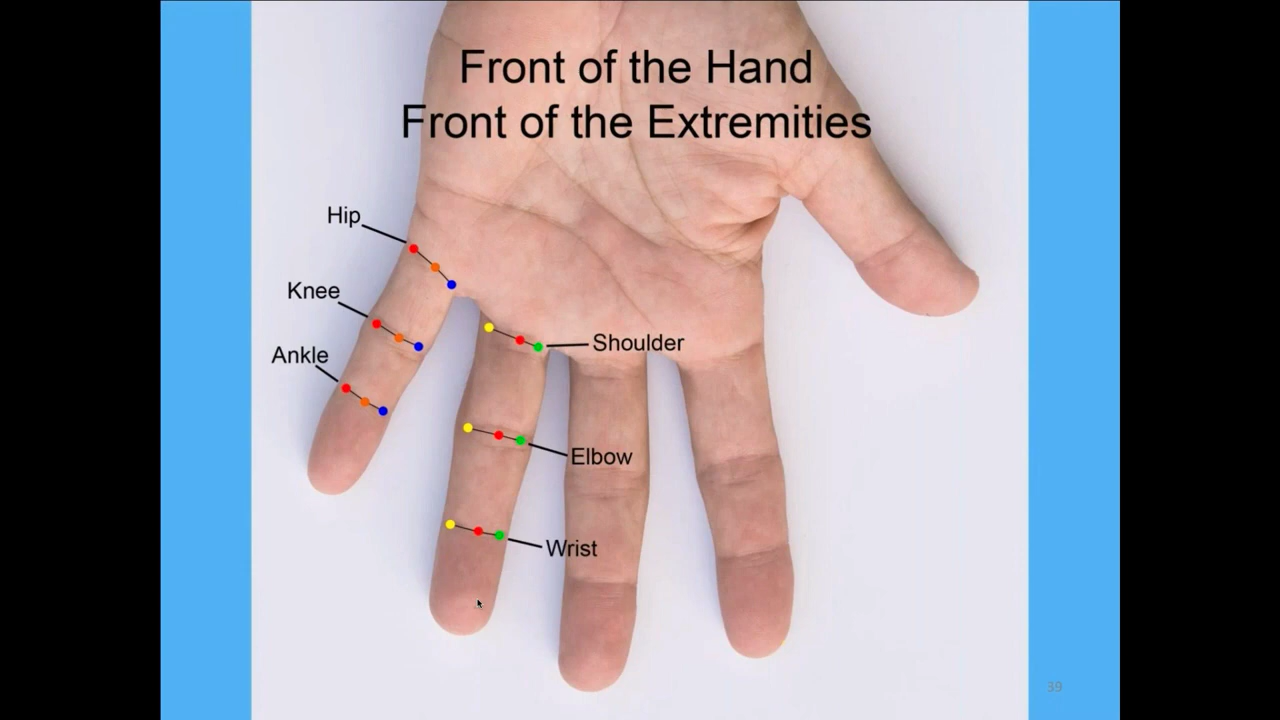 Front of the Hand
Front of the Extremities
Hip
Knee
Ankle
Shoulder
Elbow
Wrist
39